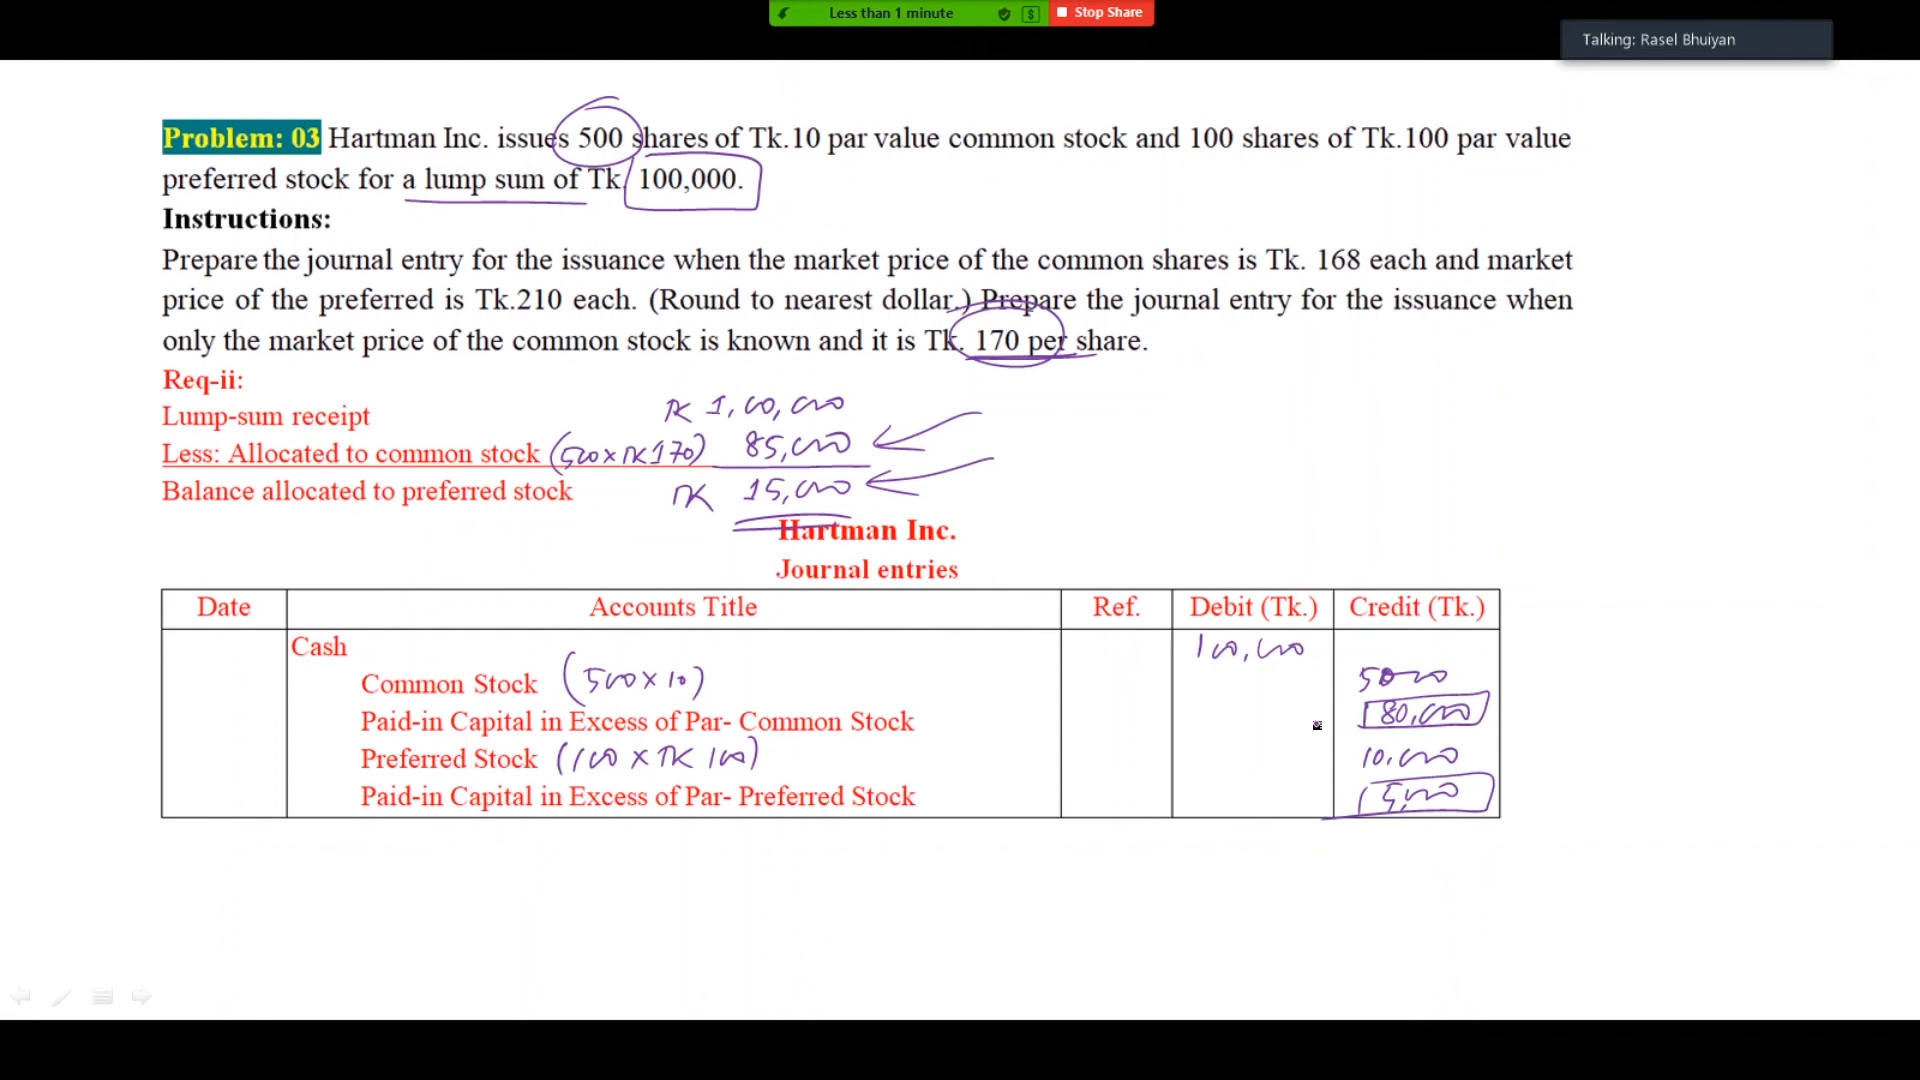 Less than 1 minute
Stop Share
Talking: Rasel Bhuiyan
Problem: 03 Hartman Inc. issues 500 shares of Tk.10 par value common stock and 100 shares of Tk.100 par value
preferred stock for a lump sum of Tk. 100,000.
Instructions:
Prepare the journal entry for the issuance when the market price of the common shares is Tk. 168 each and market
price of the preferred is Tk.210 each. (Round to nearest dollar.) Prepare the journal entry for the issuance when
only the market price of the common stock is known and it is Tk. 170 per share.
Req-ii:
Lump-sum receipt TK 1,00,000
Less: Allocated to common stock (500 x TK 170) 85,000
Balance allocated to preferred stock TK 15,000
Hartman Inc.
Journal entries
Date Accounts Title Ref. Debit (Tk.) Credit (Tk.)
Cash 100,000
Common Stock (500 x 10) 5000
Paid-in Capital in Excess of Par- Common Stock 80,000
Preferred Stock (100 x TK 100) 10,000
Paid-in Capital in Excess of Par- Preferred Stock 5,000